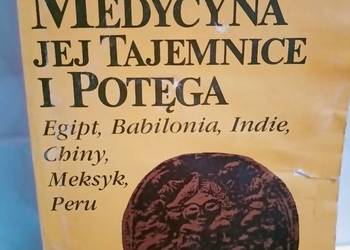 MEDYCYNA
JEJ TAJEMNICE
I POTĘGA
Egipt, Babilonia, Indie,
Chiny,
Meksyk,
Peru